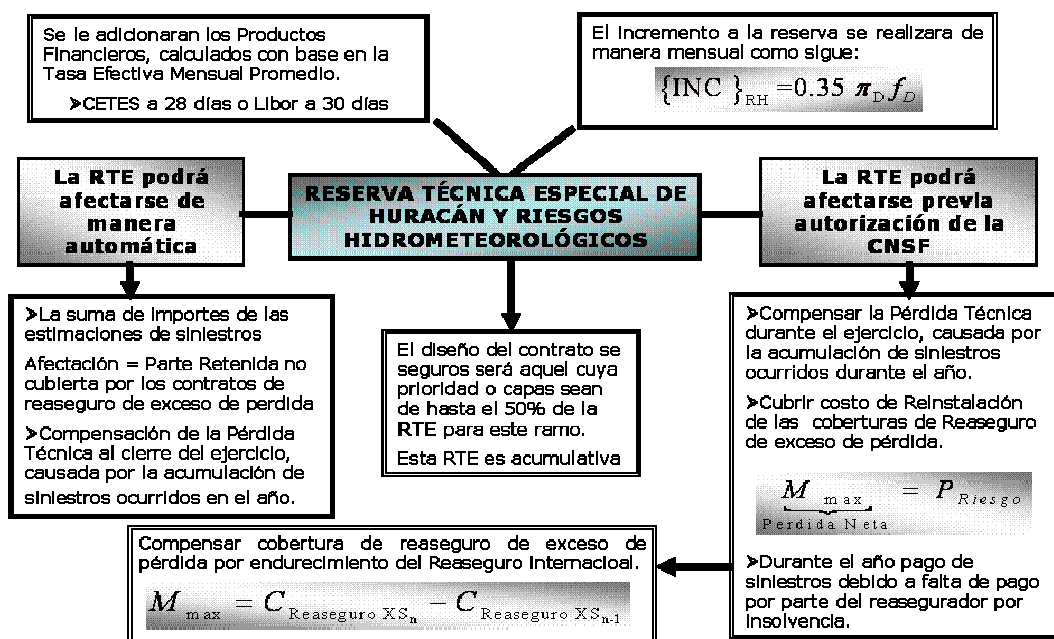 Se le adicionaran los Productos
Financieros, calculados con base en la
Tasa Efectiva Mensual Promedio.
➢CETES a 28 días o Libor a 30 días
El incremento a la reserva se realizara de
manera mensual como sigue:
{INC }RH =0.35 πD fD
La RTE podrá
afectarse de
manera
automática
RESERVA TÉCNICA ESPECIAL DE
HURACÁN Y RIESGOS
HIDROMETEOROLÓGICOS
La RTE podrá
afectarse previa
autorización de la
CNSF
➢La suma de importes de las
estimaciones de siniestros
Afectación = Parte Retenida no
cubierta por los contratos de
reaseguro de exceso de perdida
➢Compensación de la Pérdida
Técnica al cierre del ejercicio,
causada por la acumulación de
siniestros ocurridos en el año.
El diseño del contrato se
seguros será aquel cuya
prioridad o capas sean
de hasta el 50% de la
RTE para este ramo.
Esta RTE es acumulativa
➢Compensar la Pérdida Técnica
durante el ejercicio, causada por
la acumulación de siniestros
ocurridos durante el año.
➢Cubrir costo de Reinstalación
de las coberturas de Reaseguro
de exceso de pérdida.
M max = P Riesgo
Perdida Neta
➢Durante el año pago de
siniestros debido a falta de pago
por parte del reasegurador por
insolvencia.
Compensar cobertura de reaseguro de exceso de
pérdida por endurecimiento del Reaseguro Internacioal.
M max = C Reaseguro XSn − C Reaseguro XSn-1